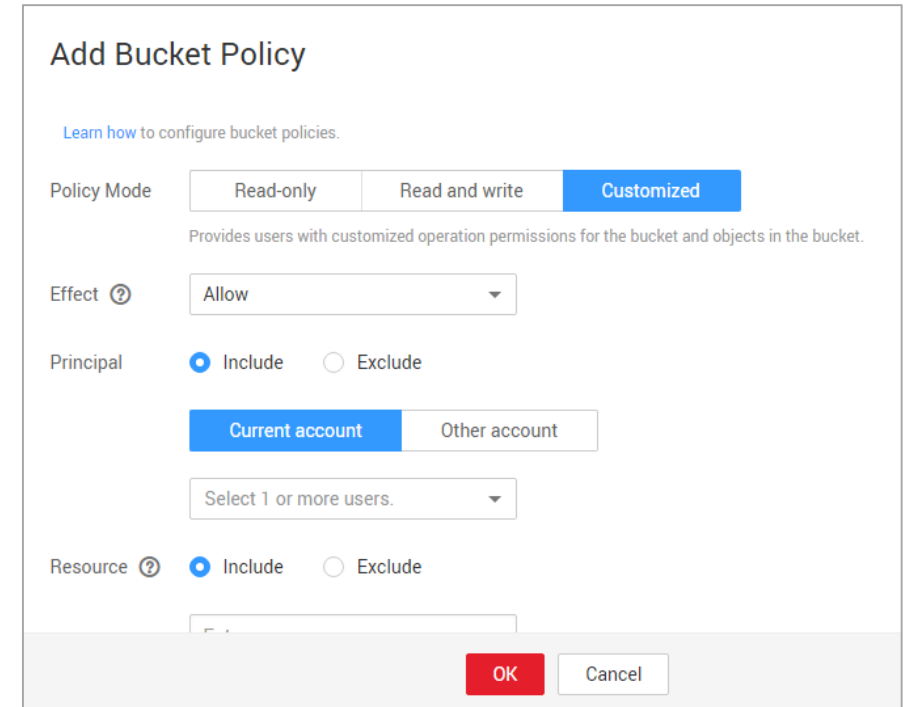 Add Bucket Policy
Learn how to configure bucket policies.
Policy Mode Read-only Read and write Customized
Provides users with customized operation permissions for the bucket and objects in the bucket.
Effect ? Allow
Principal Include Exclude
Current account Other account
Select 1 or more users.
Resource ? Include Exclude
OK Cancel